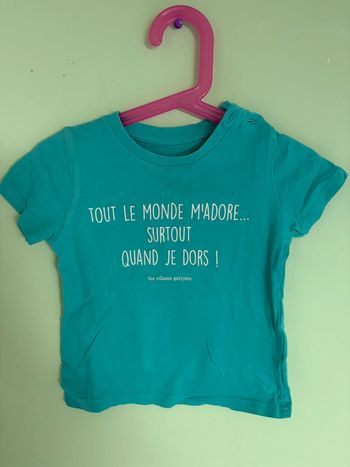 TOUT LE MONDE M'ADORE...
SURTOUT
QUAND JE DORS !
les vilains garçons